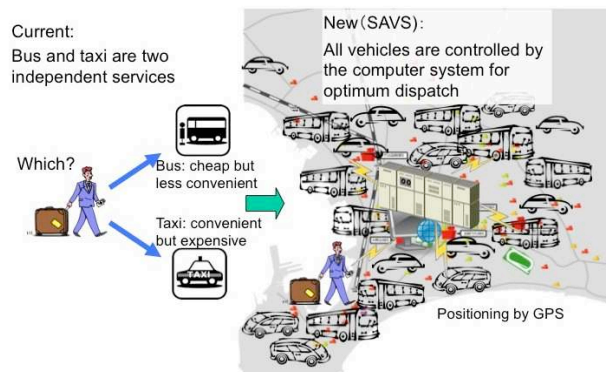 Current:
Bus and taxi are two
independent services
Which?
Bus: cheap but
less convenient
Taxi: convenient
but expensive
TAXI
New(SAVS):
All vehicles are controlled by
the computer system for
optimum dispatch
Positioning by GPS